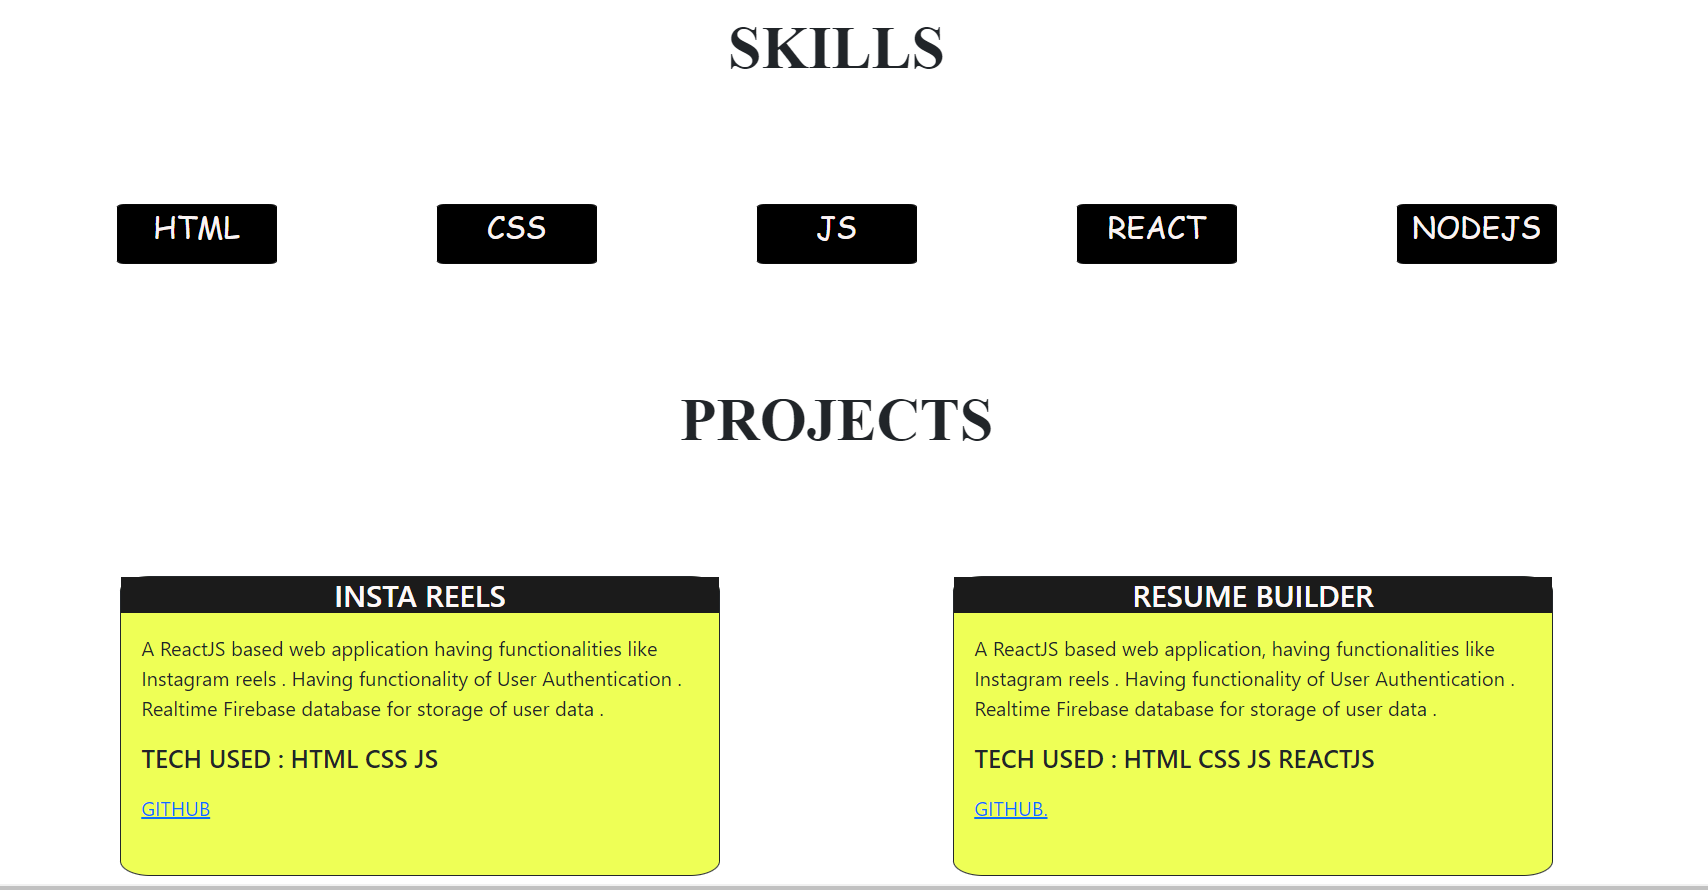 SKILLS
HTML
CSS
JS
REACT
NODEJS
PROJECTS
INSTA REELS
A ReactJS based web application having functionalities like
Instagram reels . Having functionality of User Authentication .
Realtime Firebase database for storage of user data .
TECH USED : HTML CSS JS
GITHUB
RESUME BUILDER
A ReactJS based web application, having functionalities like
Instagram reels . Having functionality of User Authentication .
Realtime Firebase database for storage of user data .
TECH USED : HTML CSS JS REACTJS
GITHUB.